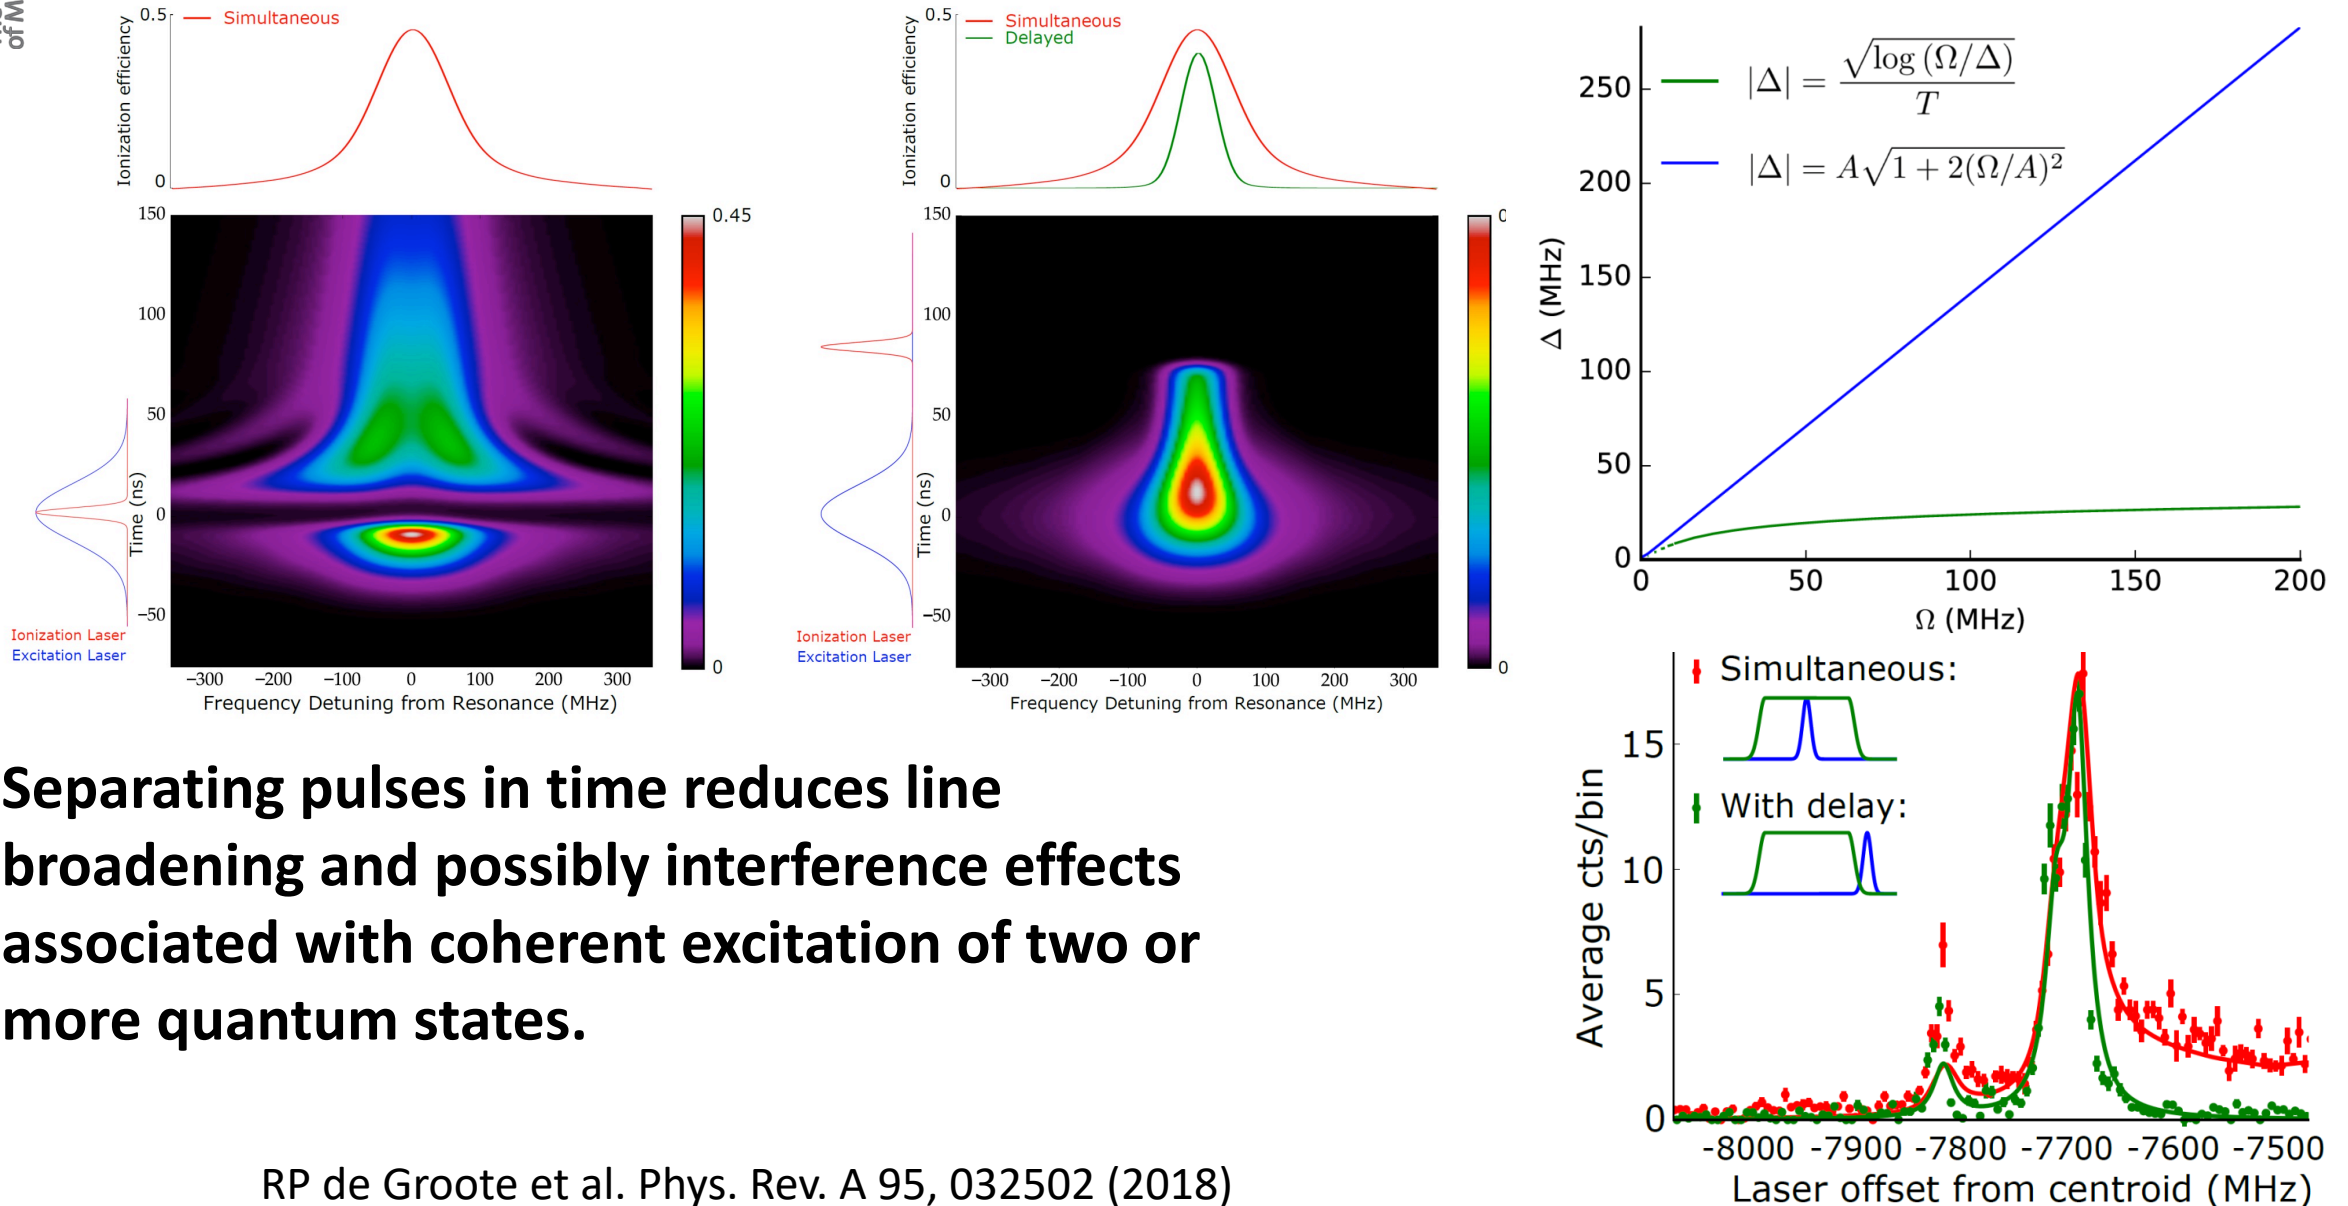 W
of
0.5
Simultaneous
Ionization efficiency
0
150
100
50
0
−50
Time (ns)
Ionization Laser
Excitation Laser
0.45
0
−300 −200 −100 0 100 200 300
Frequency Detuning from Resonance (MHz)
0.5
Simultaneous
Delayed
Ionization efficiency
0
150
100
50
0
−50
Time (ns)
Ionization Laser
Excitation Laser
0
0
−300 −200 −100 0 100 200 300
Frequency Detuning from Resonance (MHz)
|Δ| = √log (Ω/Δ) / T
|Δ| = A√1 + 2(Ω/A)²
250
200
150
100
50
0
Δ (MHz)
0 50 100 150 200
Ω (MHz)
Simultaneous:
With delay:
15
10
5
0
Average cts/bin
-8000 -7900 -7800 -7700 -7600 -7500
Laser offset from centroid (MHz)
Separating pulses in time reduces line
broadening and possibly interference effects
associated with coherent excitation of two or
more quantum states.
RP de Groote et al. Phys. Rev. A 95, 032502 (2018)